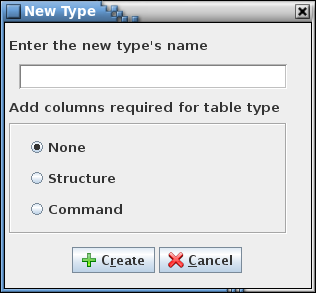 New Type
Enter the new type's name
Add columns required for table type
None
Structure
Command
Create Cancel